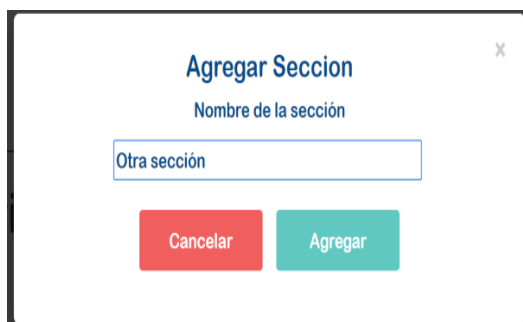 Agregar Seccion
Nombre de la sección
Otra sección
Cancelar Agregar